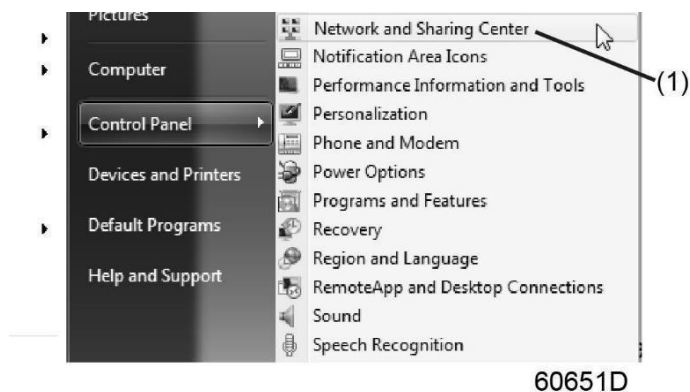 Pictures
Computer
Control Panel
Devices and Printers
Default Programs
Help and Support
Network and Sharing Center
Notification Area Icons
Performance Information and Tools
Personalization
Phone and Modem
Power Options
Programs and Features
Recovery
Region and Language
RemoteApp and Desktop Connections
Sound
Speech Recognition
(1)
60651D